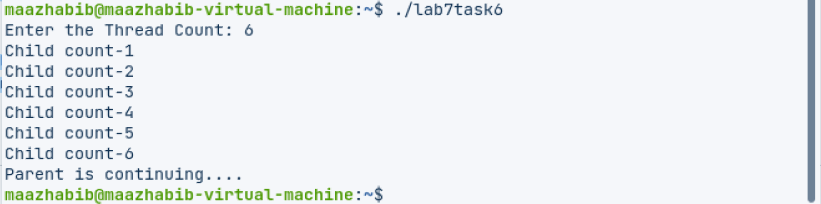 maazhabib@maazhabib-virtual-machine:~$ ./lab7task6
Enter the Thread Count: 6
Child count-1
Child count-2
Child count-3
Child count-4
Child count-5
Child count-6
Parent is continuing....
maazhabib@maazhabib-virtual-machine:~$